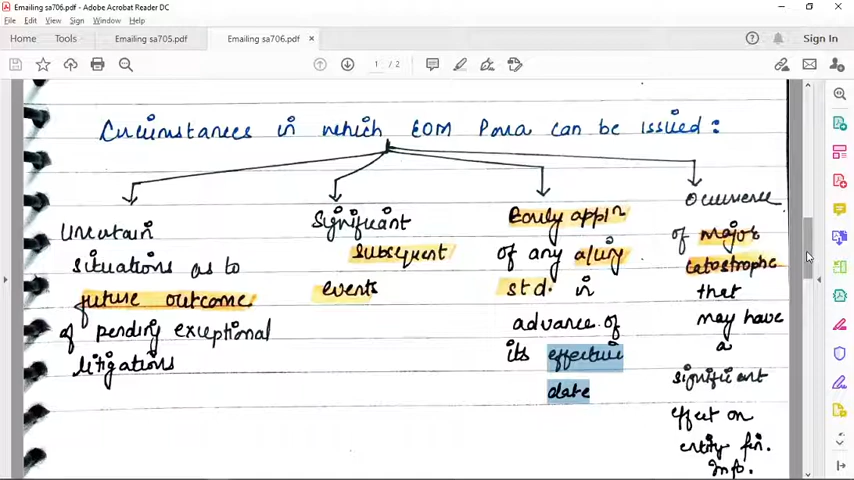 Emailing sa706.pdf - Adobe Acrobat Reader DC
File Edit View Sign Window Help
Home Tools Emailing sa705.pdf Emailing sa706.pdf × Sign In
1 / 2
Circumstances in which EOM Para can be issued:
Uncertain
situations as to
future outcome
of pending exceptional
litigations
Significant
subsequent
events
Early appln
of any a/cing
std. in
advance of
its effective
date
Occurrence
of major
catastrophe
that
may have
a
significant
effect on
entity fin.
Info.